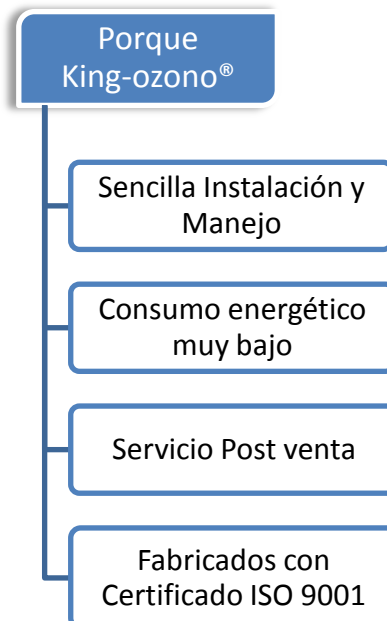 Porque
King-ozono®
Sencilla Instalación y
Manejo
Consumo energético
muy bajo
Servicio Post venta
Fabricados con
Certificado ISO 9001